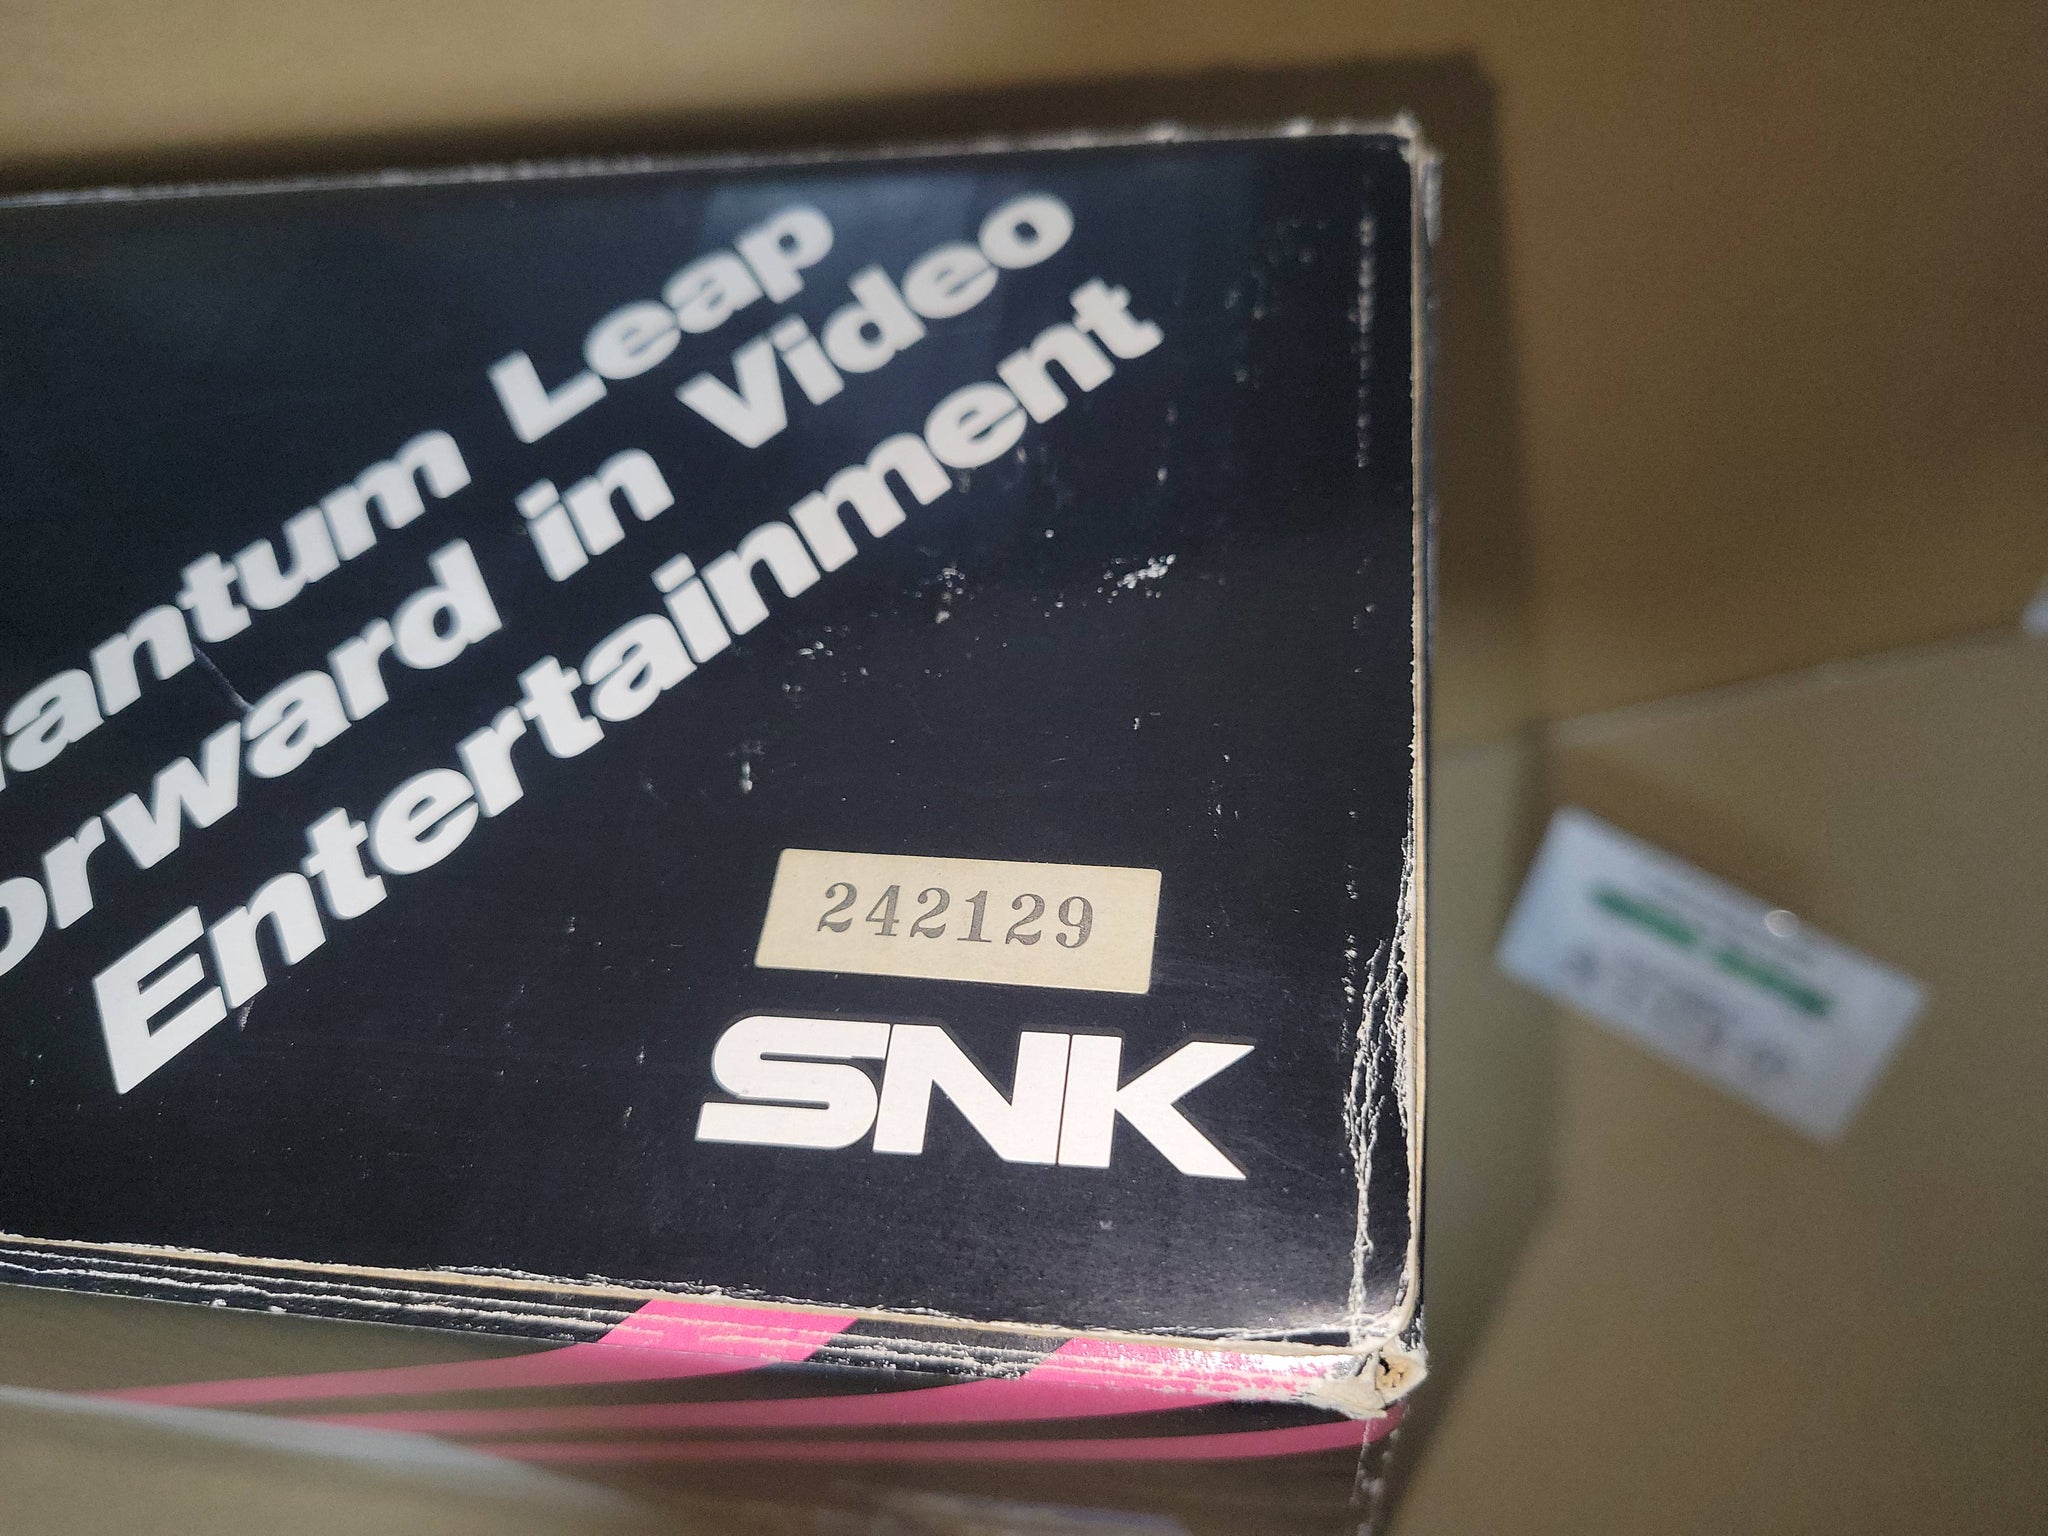 antum Leap
orward in Video
Entertainment
242129
SNK